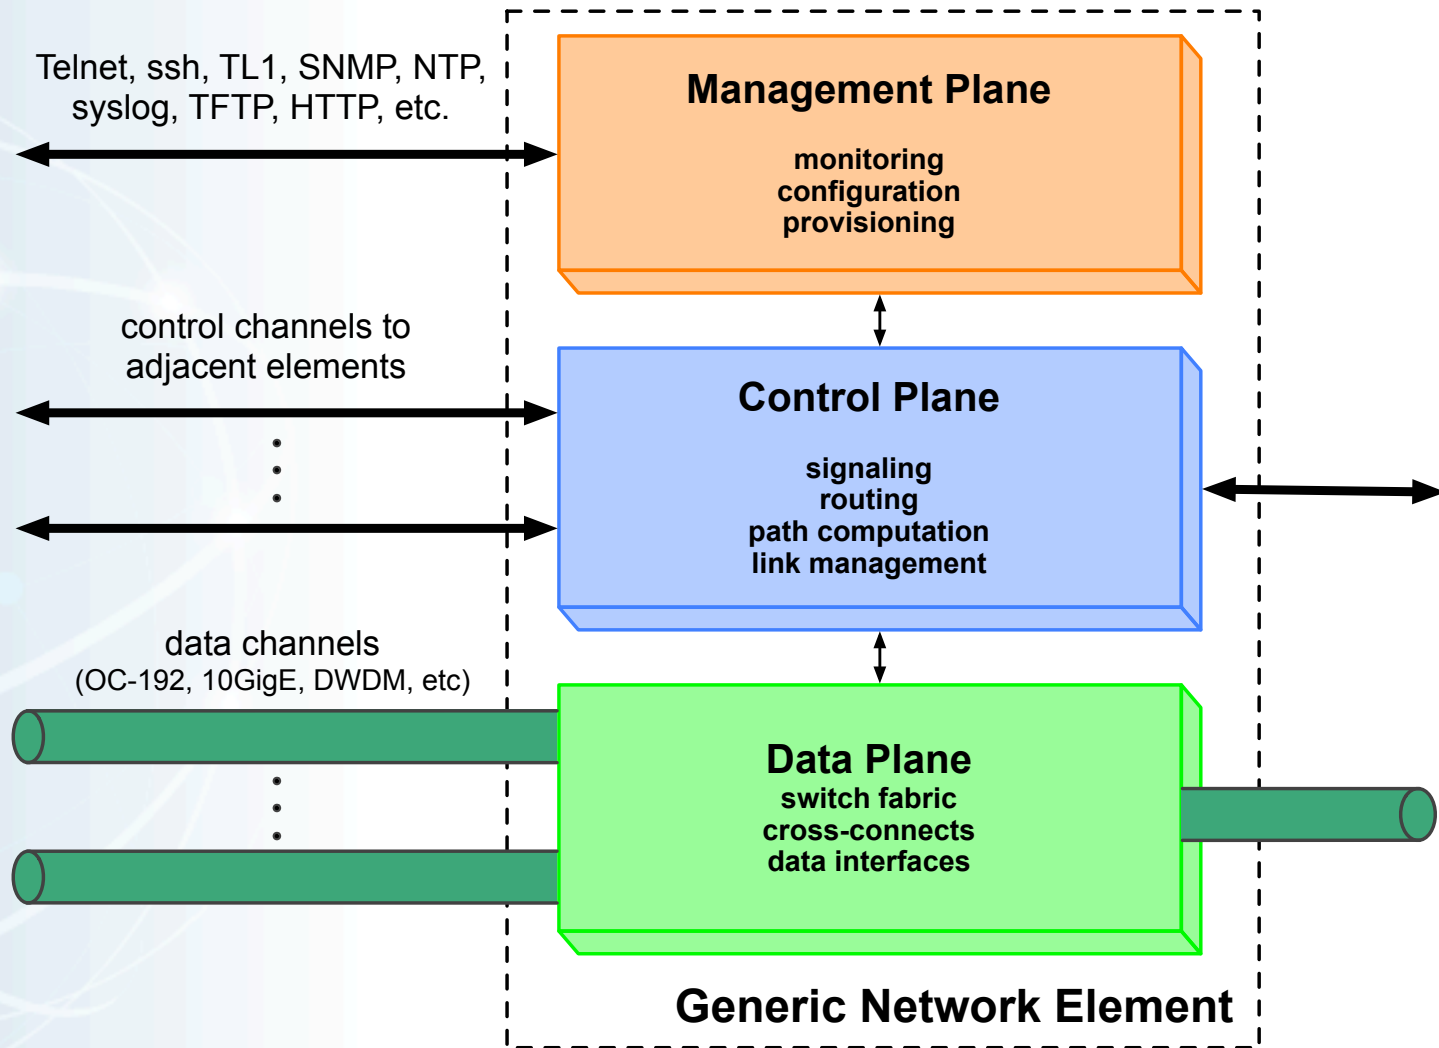 Telnet, ssh, TL1, SNMP, NTP,
syslog, TFTP, HTTP, etc.
Management Plane
monitoring
configuration
provisioning
control channels to
adjacent elements
Control Plane
signaling
routing
path computation
link management
data channels
(OC-192, 10GigE, DWDM, etc)
Data Plane
switch fabric
cross-connects
data interfaces
Generic Network Element